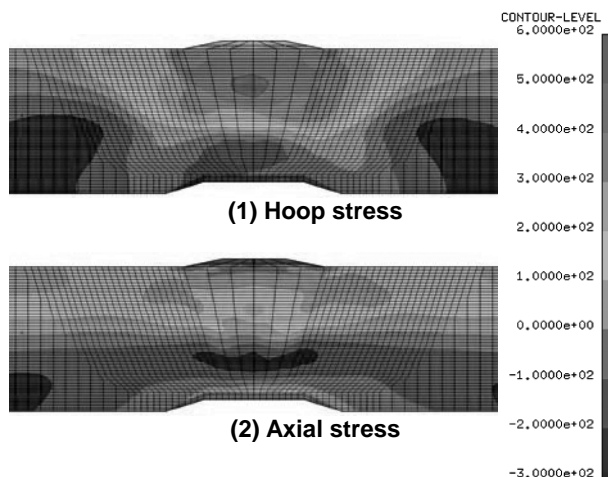 CONTOUR-LEVEL
6.0000e+02
5.0000e+02
4.0000e+02
3.0000e+02
2.0000e+02
1.0000e+02
0.0000e+00
-1.0000e+02
-2.0000e+02
-3.0000e+02
(1) Hoop stress
(2) Axial stress